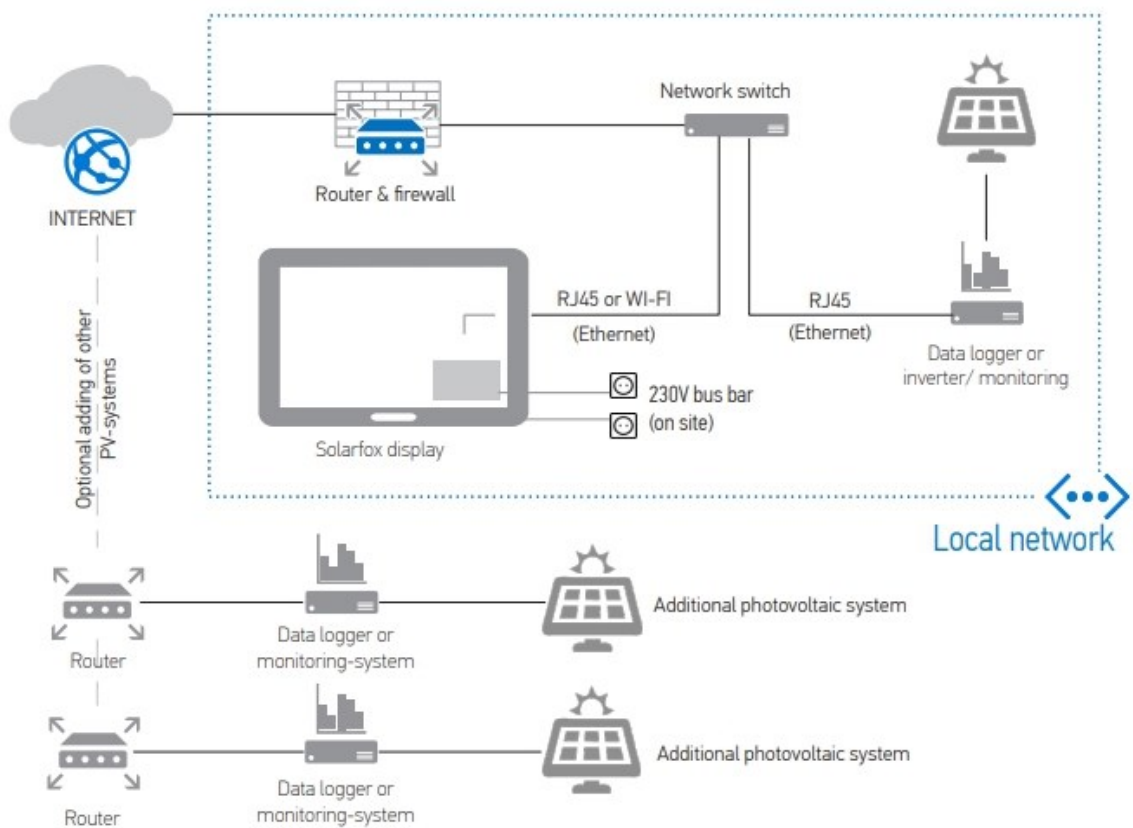 Network switch
Router & firewall
INTERNET
RJ45 or WI-FI
(Ethernet)
RJ45
(Ethernet)
Data logger or
inverter/ monitoring
230V bus bar
(on site)
Solarfox display
Optional adding of other
PV-systems
Local network
Additional photovoltaic system
Data logger or
monitoring-system
Router
Additional photovoltaic system
Data logger or
monitoring-system
Router